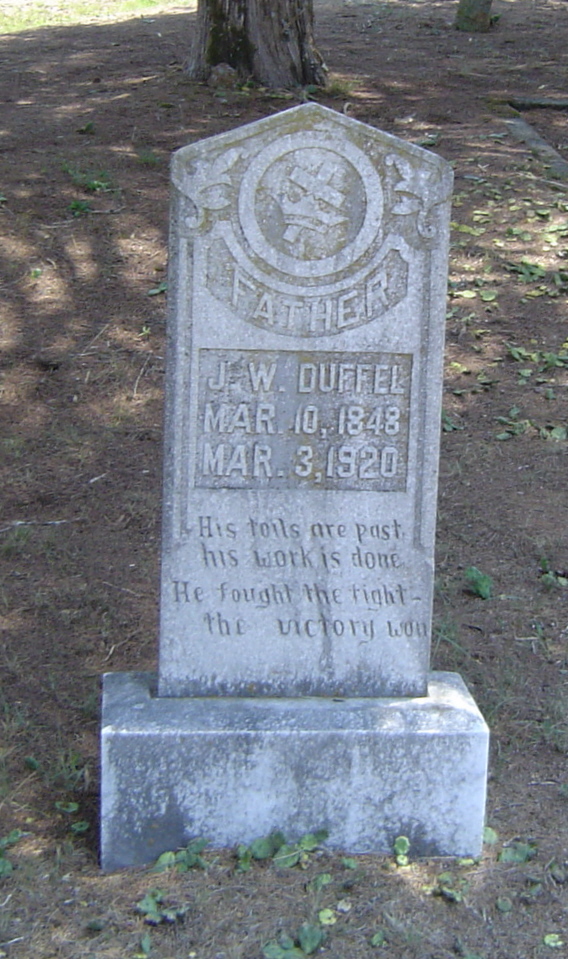 FATHER
J. W. DUFFEL
MAR. 10, 1848
MAR. 3, 1920
His toils are past,
his work is done
He fought the fight-
the victory won